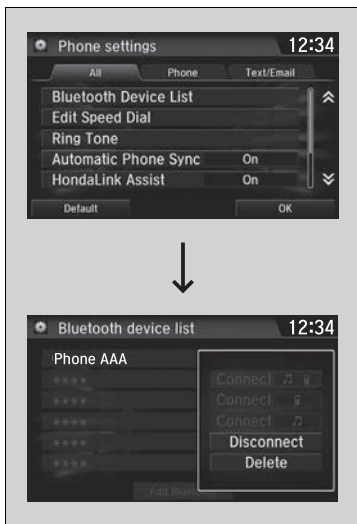 Phone settings 12:34
All Phone Text/Email
Bluetooth Device List
Edit Speed Dial
Ring Tone
Automatic Phone Sync On
HondaLink Assist On
Default OK
Bluetooth device list 12:34
Phone AAA
**** Connect
**** Connect
**** Connect
**** Disconnect
**** Delete